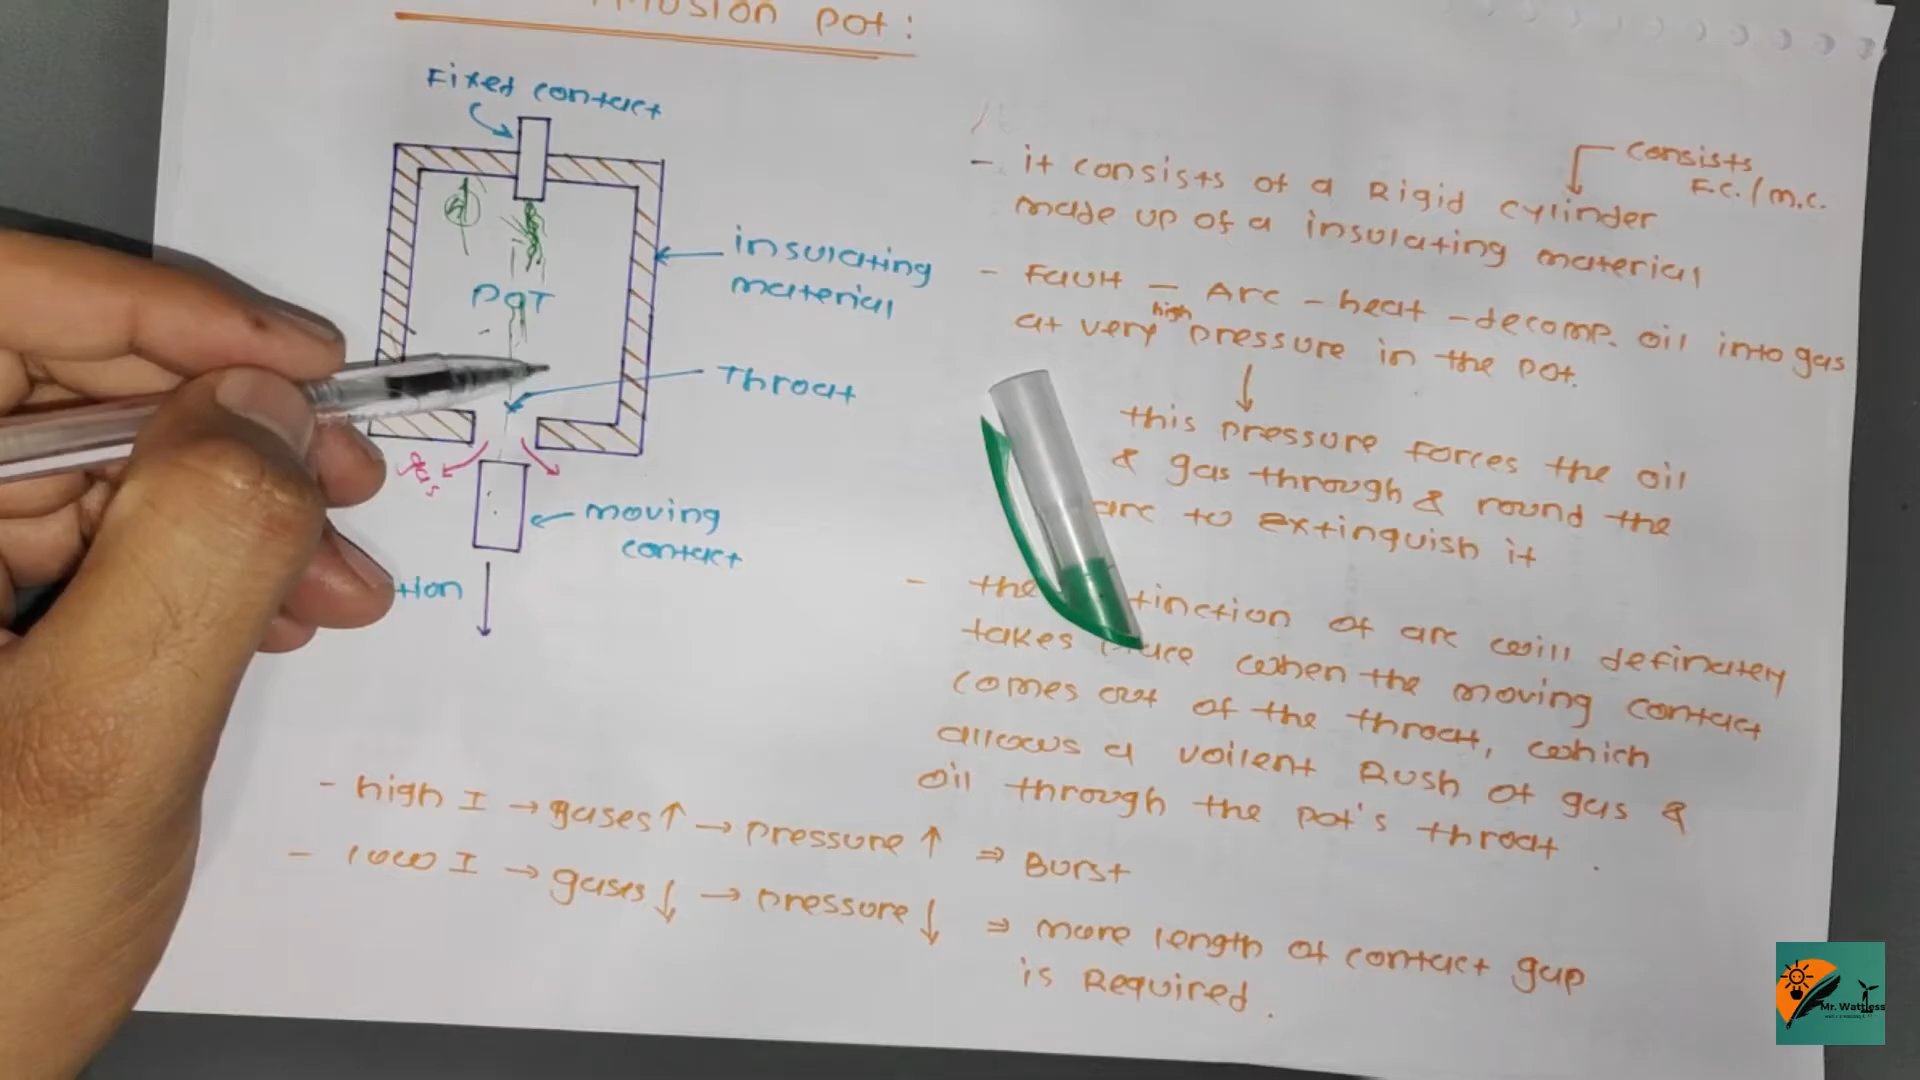 pot :
Fixed contact
insulating
material
POT
Throat
gas
moving
contact
- it consists of a Rigid cylinder
made up of a insulating material
consists
F.C. / m.c.
- Fault - Arc - heat - decomp. oil into gas
at very high pressure in the pot.
this pressure forces the oil
& gas through & round the
arc to extinguish it
- the tinction of arc will definately
takes place when the moving contact
comes out of the throat, which
allows a voilent Rush of gas &
oil through the pot's throat .
- high I → gases ↑ → pressure ↑ ⇒ Burst
- low I → gases ↓ → pressure ↓ ⇒ more length of contact gap
is Required .
Mr. Wattless